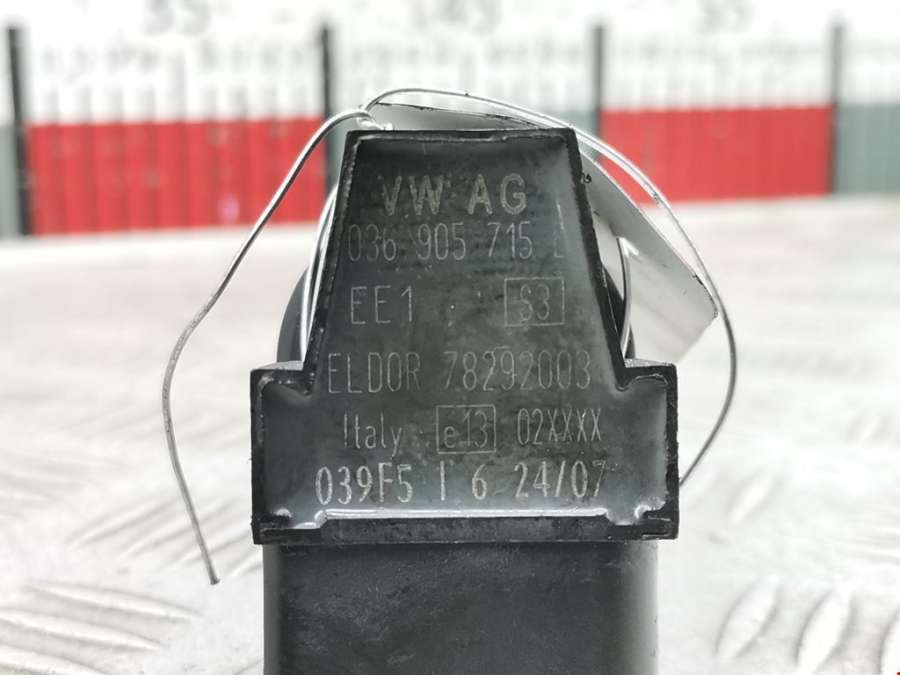 VW AG
036 905 715
EE1 S3
ELDOR 78292003
Italy e13 02XXXX
039F5 I 6 24/07